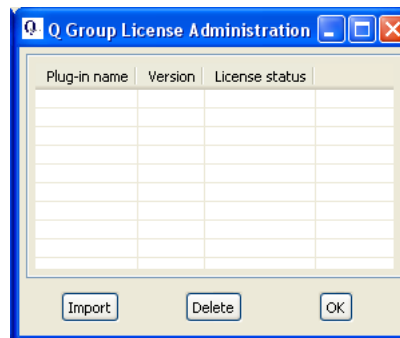 Q Q Group License Administration
Plug-in name Version License status
Import Delete OK